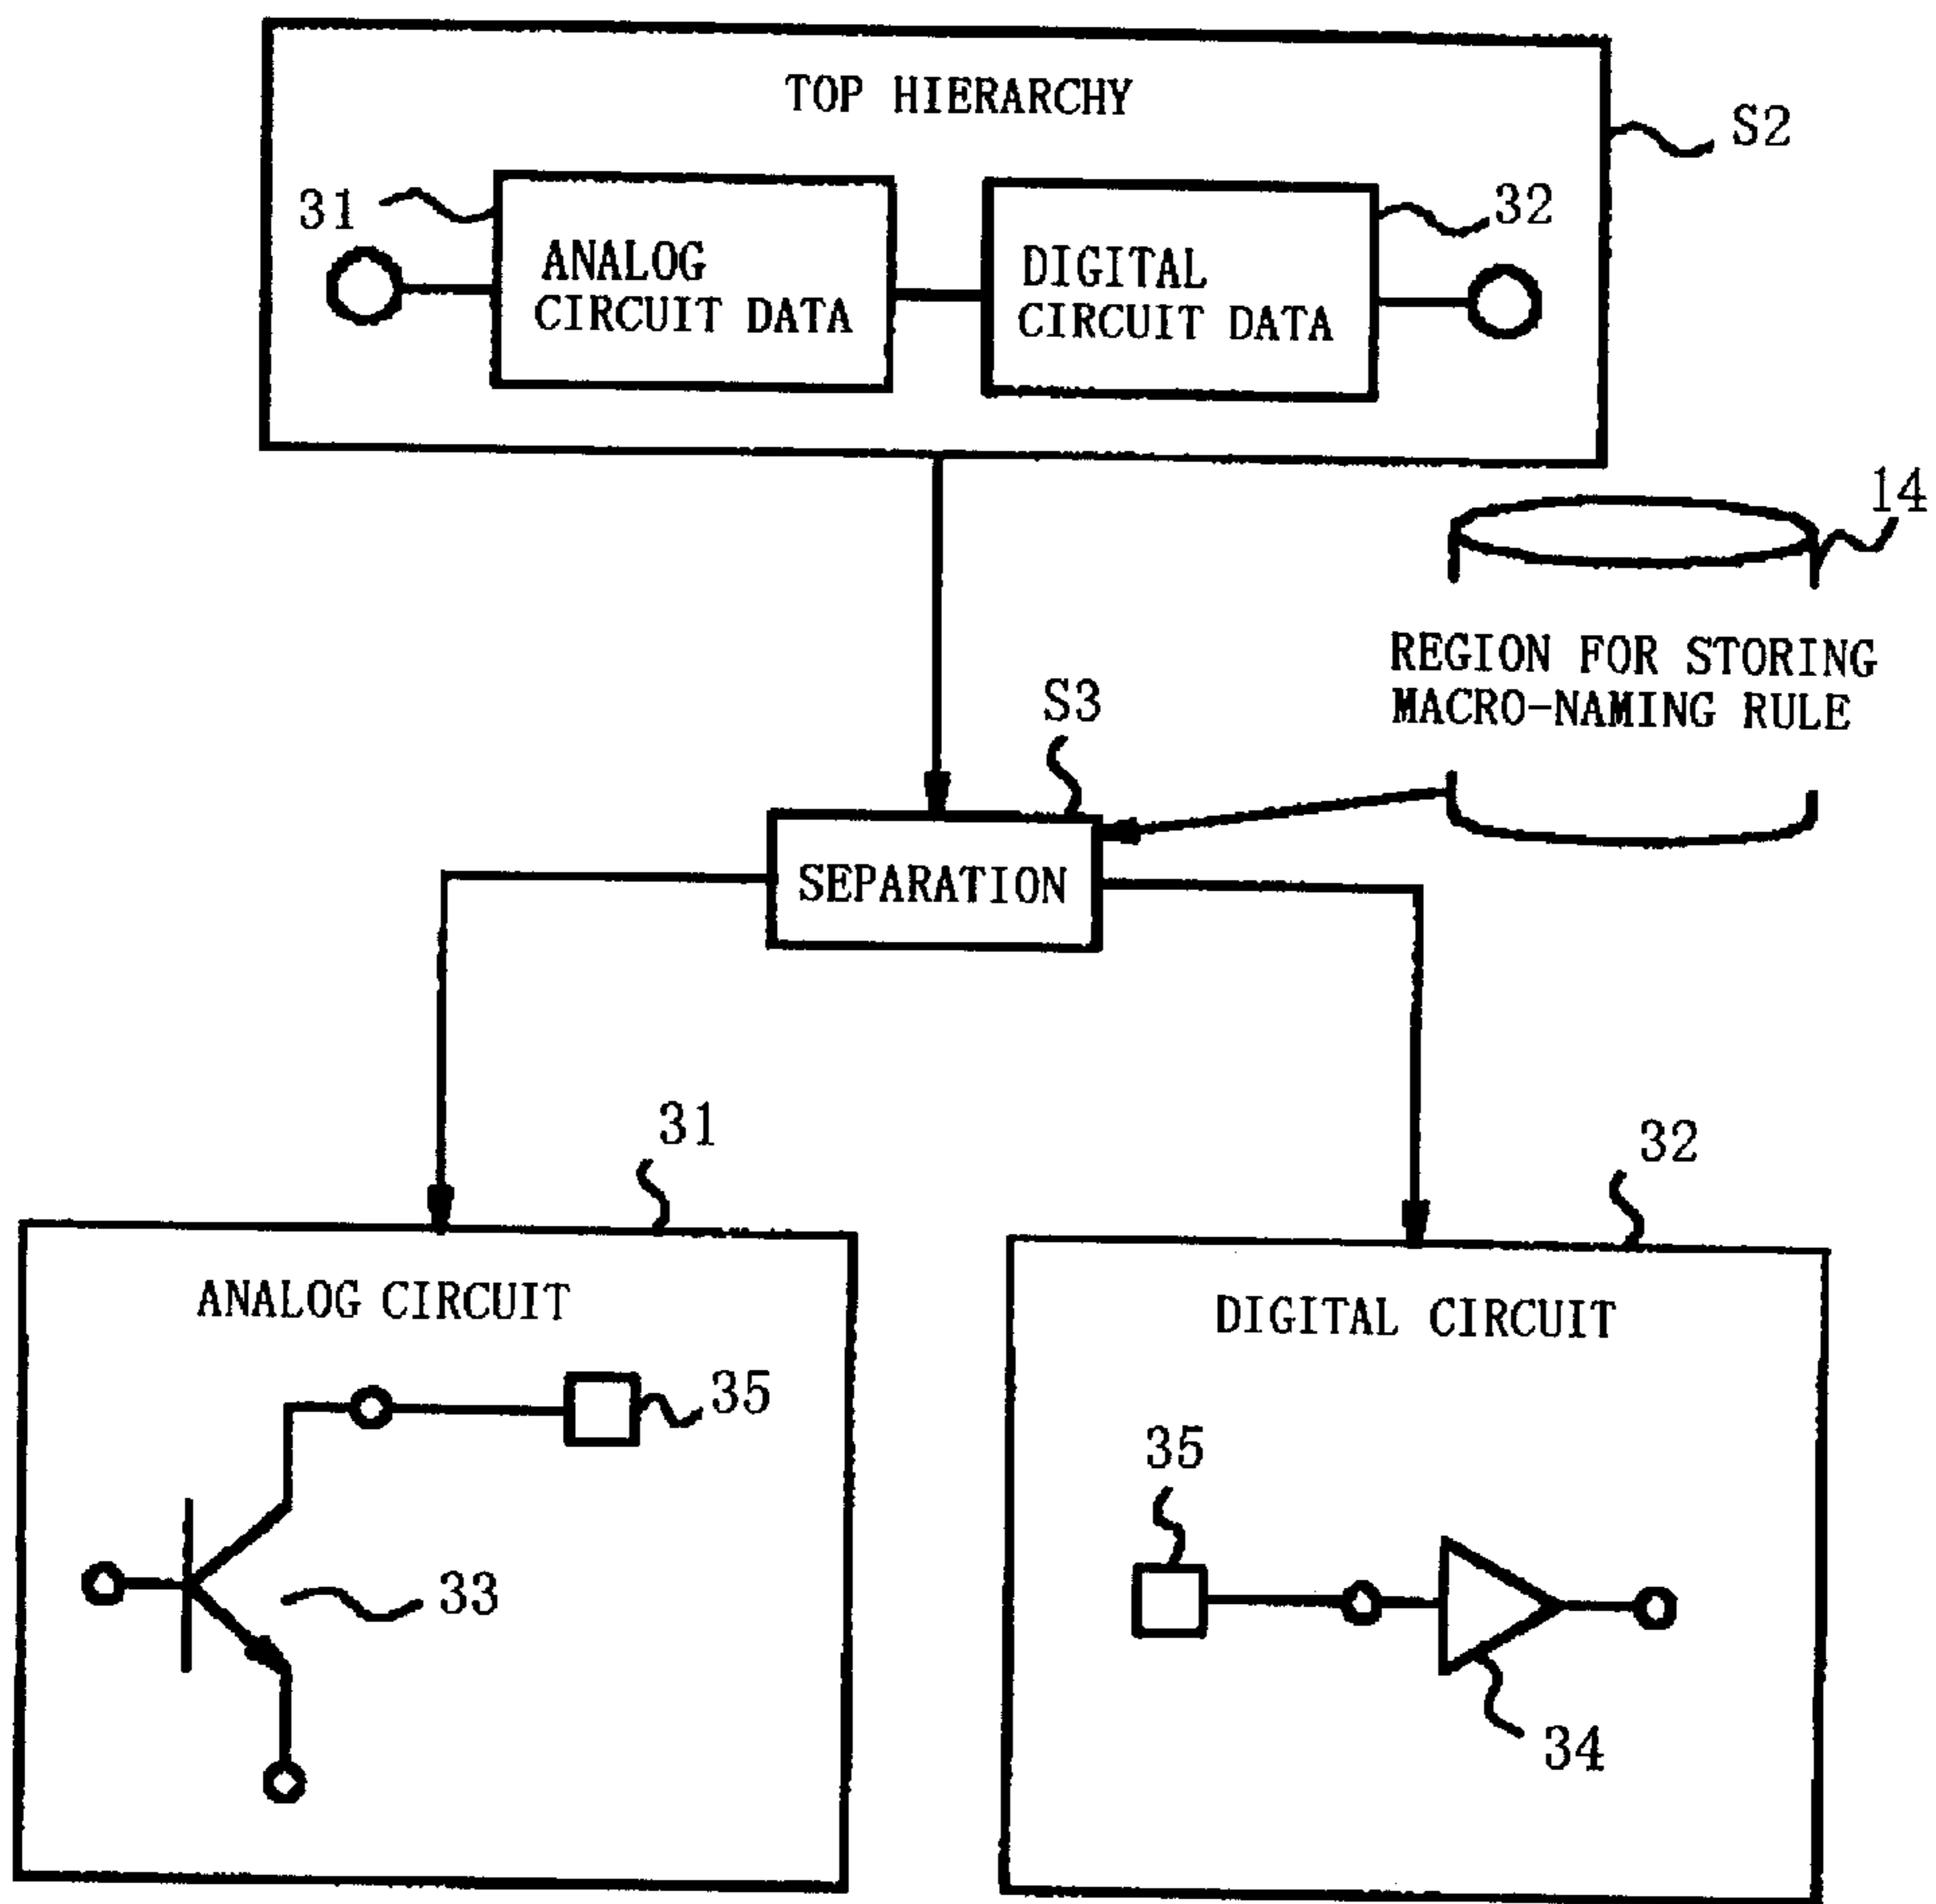 TOP HIERARCHY
S2
31
32
ANALOG
CIRCUIT DATA
DIGITAL
CIRCUIT DATA
14
REGION FOR STORING
MACRO-NAMING RULE
S3
SEPARATION
31
32
ANALOG CIRCUIT
DIGITAL CIRCUIT
35
35
33
34